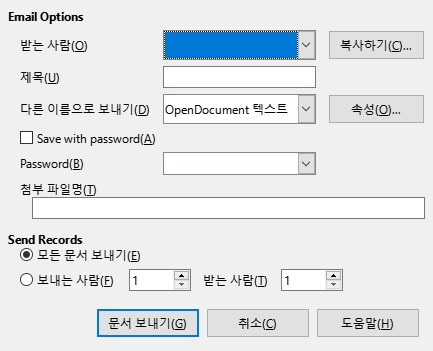 Email Options
받는 사람(O) 복사하기(C)...
제목(U)
다른 이름으로 보내기(D) OpenDocument 텍스트 속성(O)...
Save with password(A)
Password(B)
첨부 파일명(T)
Send Records
모든 문서 보내기(E)
보내는 사람(F) 1 받는 사람(T) 1
문서 보내기(G) 취소(C) 도움말(H)